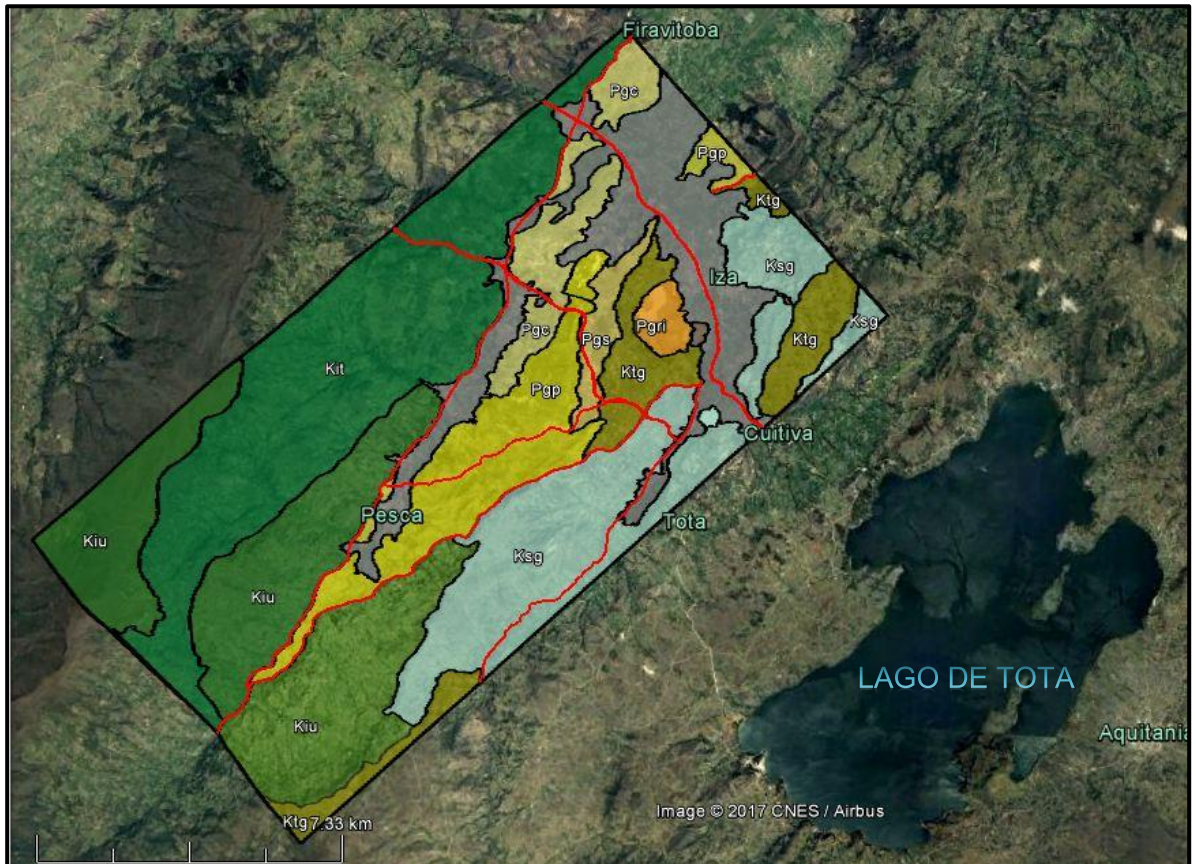 Firavitoba
Pgc
Pgp
Ktg
Ksg
Iza
Ksg
Pgri
Pgc
Pgs
Ktg
Ktg
Kit
Pgp
Cuitiva
Pesca
Tota
Kiu
Ksg
Kiu
LAGO DE TOTA
Kiu
Aquitania
Image © 2017 CNES / Airbus
Ktg 7.33 km